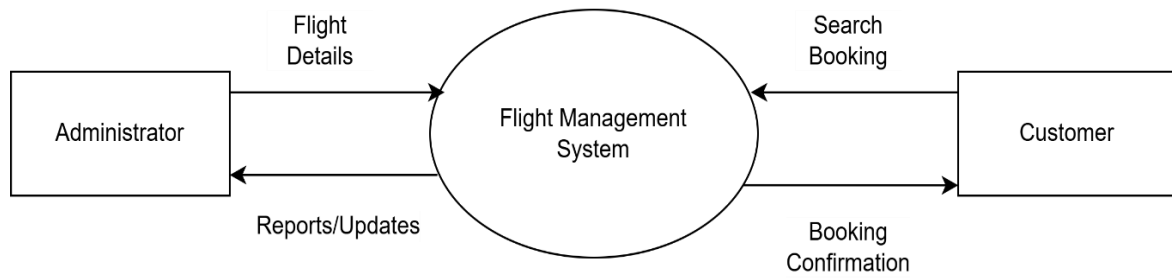 Flight
Details
Search
Booking
Administrator
Flight Management
System
Customer
Reports/Updates
Booking
Confirmation